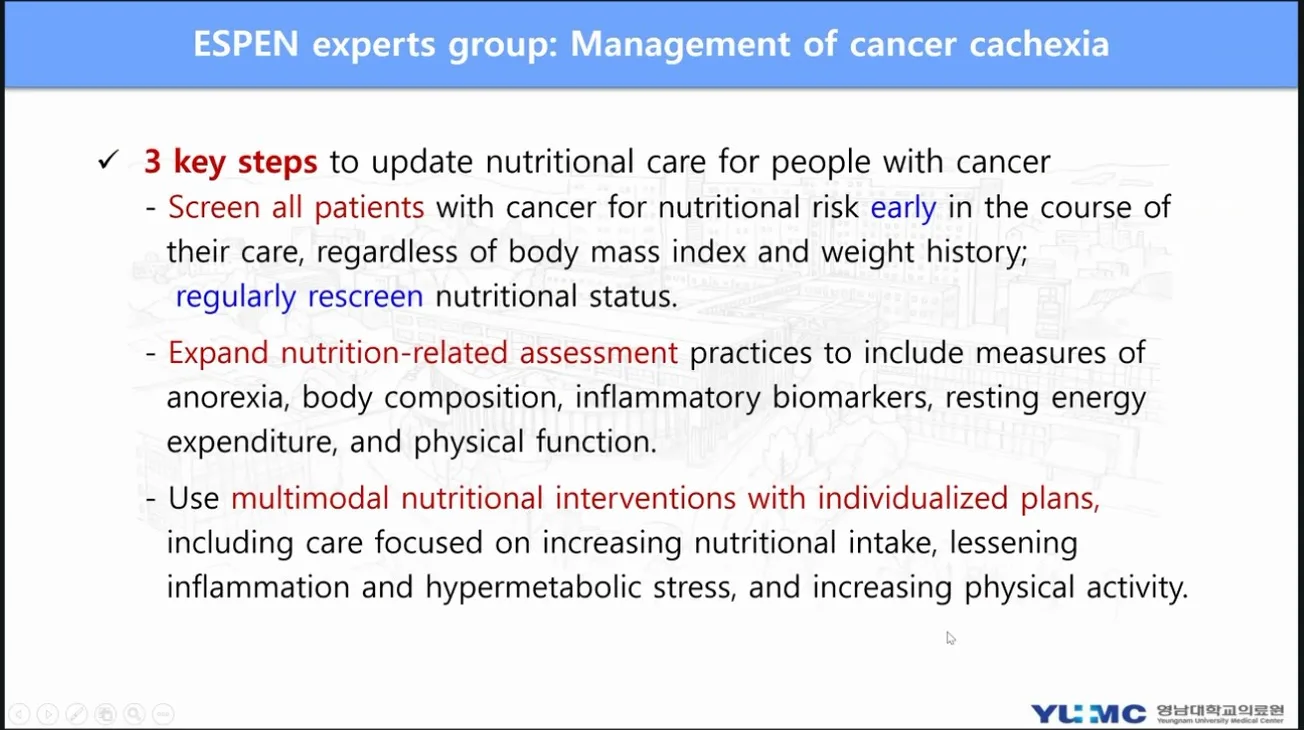 ESPEN experts group: Management of cancer cachexia
✓ 3 key steps to update nutritional care for people with cancer
- Screen all patients with cancer for nutritional risk early in the course of
their care, regardless of body mass index and weight history;
regularly rescreen nutritional status.
- Expand nutrition-related assessment practices to include measures of
anorexia, body composition, inflammatory biomarkers, resting energy
expenditure, and physical function.
- Use multimodal nutritional interventions with individualized plans,
including care focused on increasing nutritional intake, lessening
inflammation and hypermetabolic stress, and increasing physical activity.
YUMC 영남대학교의료원
Yeungnam University Medical Center